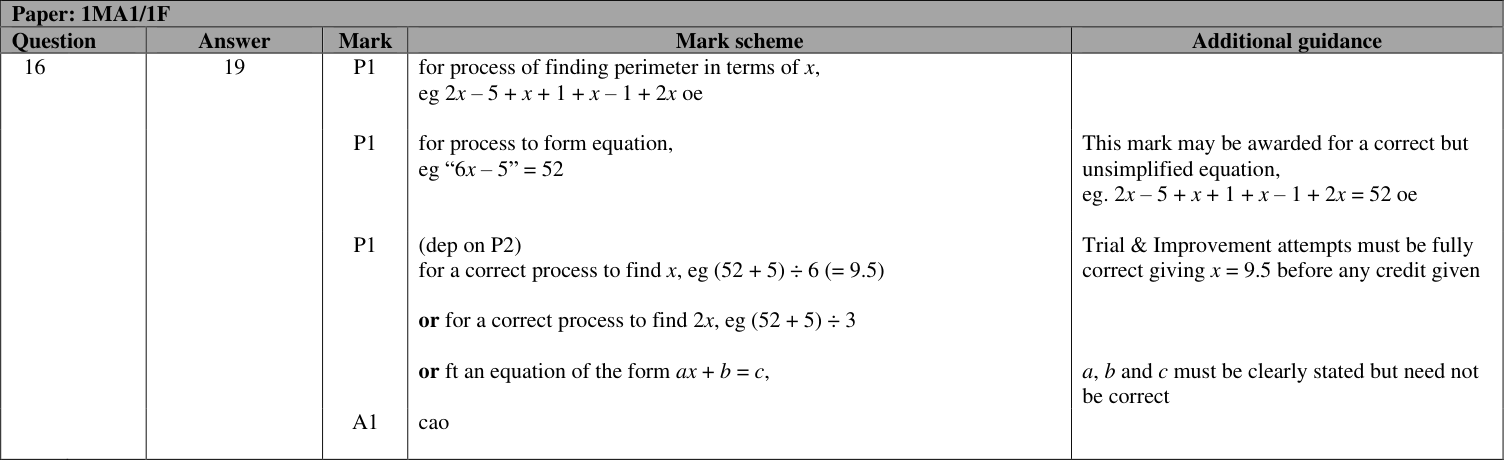 Paper: 1MA1/1F
Question Answer Mark Mark scheme Additional guidance
16 19 P1 for process of finding perimeter in terms of x,
eg 2x – 5 + x + 1 + x – 1 + 2x oe
P1 for process to form equation, This mark may be awarded for a correct but
eg “6x – 5” = 52 unsimplified equation,
eg. 2x – 5 + x + 1 + x – 1 + 2x = 52 oe
P1 (dep on P2) Trial & Improvement attempts must be fully
for a correct process to find x, eg (52 + 5) ÷ 6 (= 9.5) correct giving x = 9.5 before any credit given
or for a correct process to find 2x, eg (52 + 5) ÷ 3
or ft an equation of the form ax + b = c, a, b and c must be clearly stated but need not
be correct
A1 cao